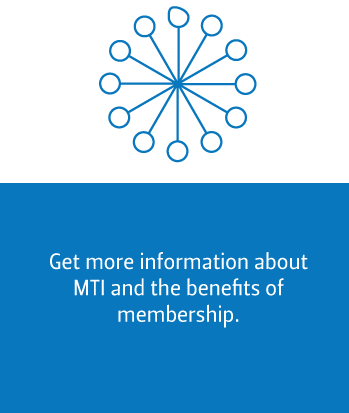 Get more information about
MTI and the benefits of
membership.